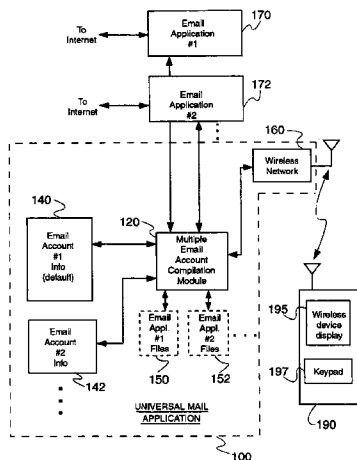 To
Internet
Email
Application
#1
170
To
Internet
Email
Application
#2
172
160
Wireless
Network
140
120
Email
Account
#1
Info
(default)
Multiple
Email
Account
Compilation
Module
Email
Account
#2
Info
142
Email
Appl.
#1
Files
150
Email
Appl.
#2
Files
152
195
Wireless
device
display
197
Keypad
190
UNIVERSAL MAIL
APPLICATION
100